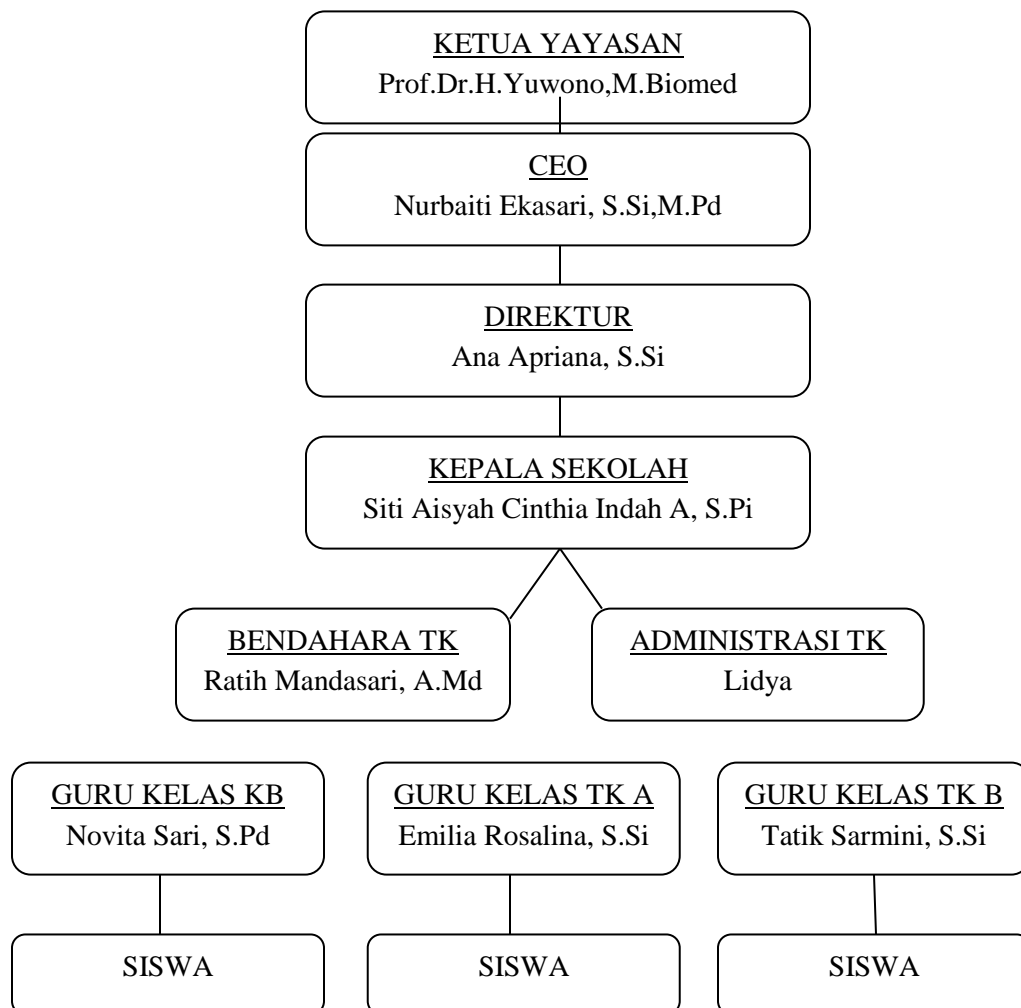 KETUA YAYASAN
Prof.Dr.H.Yuwono,M.Biomed
CEO
Nurbaiti Ekasari, S.Si,M.Pd
DIREKTUR
Ana Apriana, S.Si
KEPALA SEKOLAH
Siti Aisyah Cinthia Indah A, S.Pi
BENDAHARA TK
Ratih Mandasari, A.Md
ADMINISTRASI TK
Lidya
GURU KELAS KB
Novita Sari, S.Pd
GURU KELAS TK A
Emilia Rosalina, S.Si
GURU KELAS TK B
Tatik Sarmini, S.Si
SISWA
SISWA
SISWA